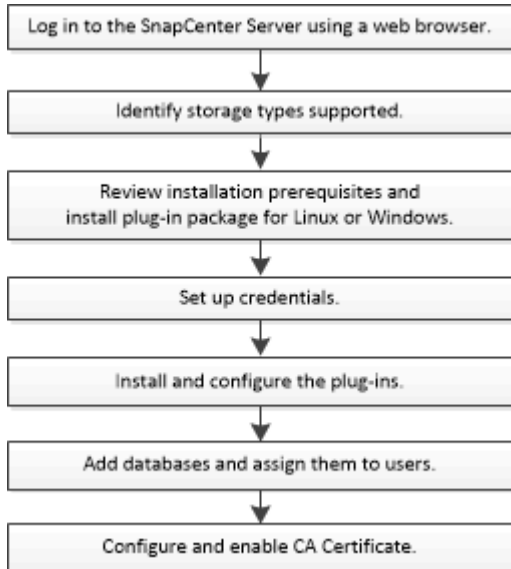 Log in to the SnapCenter Server using a web browser.
Identify storage types supported.
Review installation prerequisites and
install plug-in package for Linux or Windows.
Set up credentials.
Install and configure the plug-ins.
Add databases and assign them to users.
Configure and enable CA Certificate.